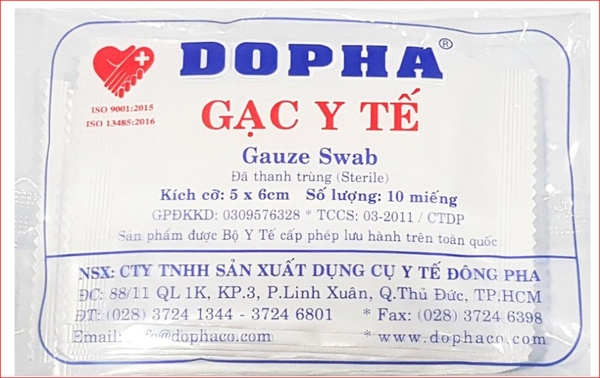 DOPHA®
ISO 9001:2015
ISO 13485:2016
GẠC Y TẾ
Gauze Swab
Đã thanh trùng (Sterile)
Kích cỡ: 5 x 6cm Số lượng: 10 miếng
GPĐKKD: 0309576328 * TCCS: 03-2011 / CTDP
Sản phẩm được Bộ Y Tế cấp phép lưu hành trên toàn quốc
NSX: CTY TNHH SẢN XUẤT DỤNG CỤ Y TẾ ĐÔNG PHA
ĐC: 88/11 QL 1K, KP.3, P.Linh Xuân, Q.Thủ Đức, TP.HCM
ĐT: (028) 3724 1344 - 3724 6801 * Fax: (028) 3724 6398
Email: * www.dophaco.com